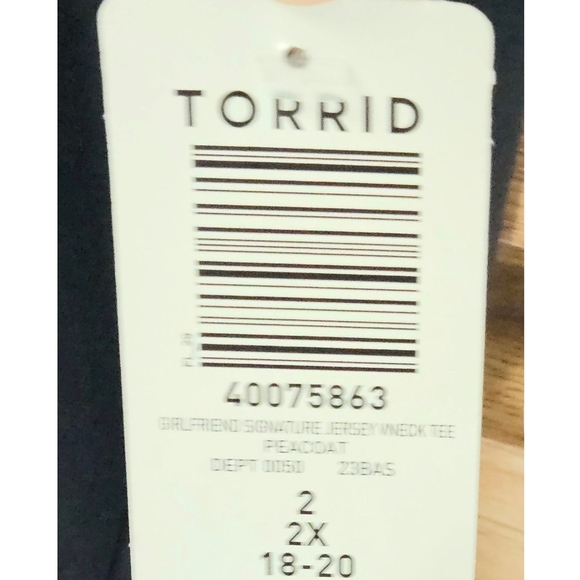 TORRID
40075863
GIRLFRIEND SIGNATURE JERSEY VNECK TEE
PEACOAT
DEPT 0050 23BAS
2
2X
18-20